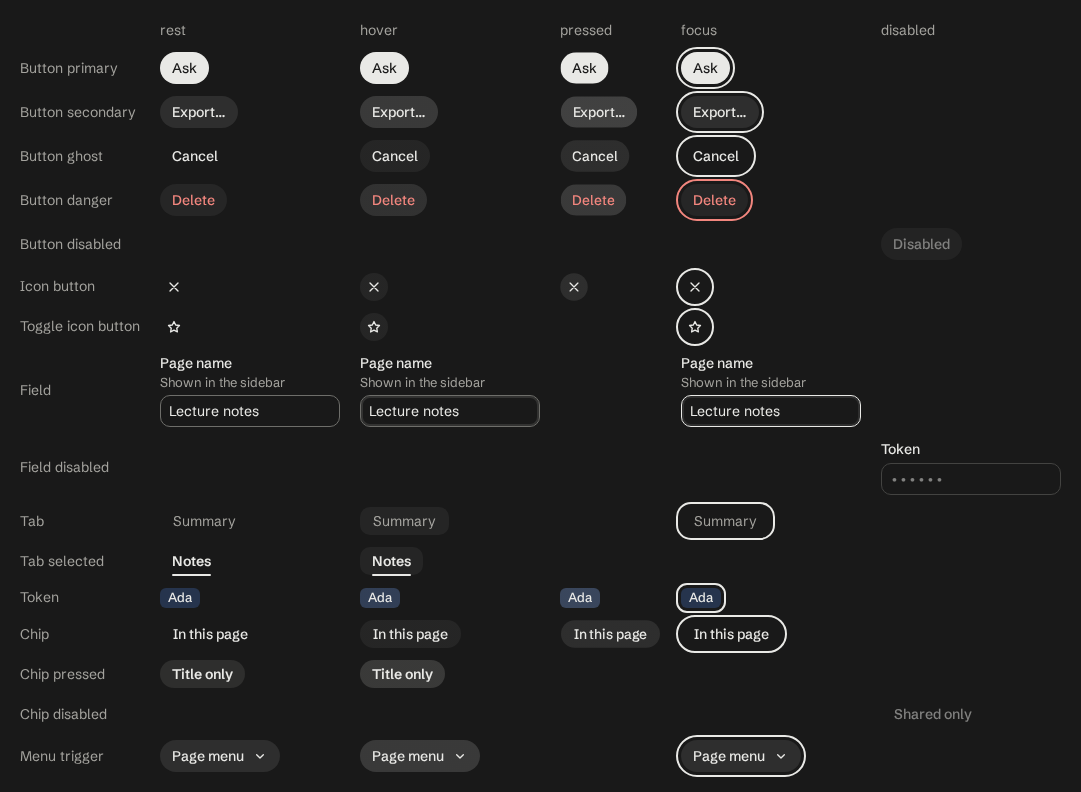 rest hover pressed focus disabled
Button primary Ask Ask Ask Ask
Button secondary Export... Export... Export... Export...
Button ghost Cancel Cancel Cancel Cancel
Button danger Delete Delete Delete Delete
Button disabled Disabled
Icon button
Toggle icon button
Page name Page name Page name
Shown in the sidebar Shown in the sidebar Shown in the sidebar
Field
Lecture notes Lecture notes Lecture notes
Token
Field disabled
••••••
Tab Summary Summary Summary
Tab selected Notes Notes
Token Ada Ada Ada Ada
Chip In this page In this page In this page In this page
Chip pressed Title only Title only
Chip disabled Shared only
Menu trigger Page menu Page menu Page menu